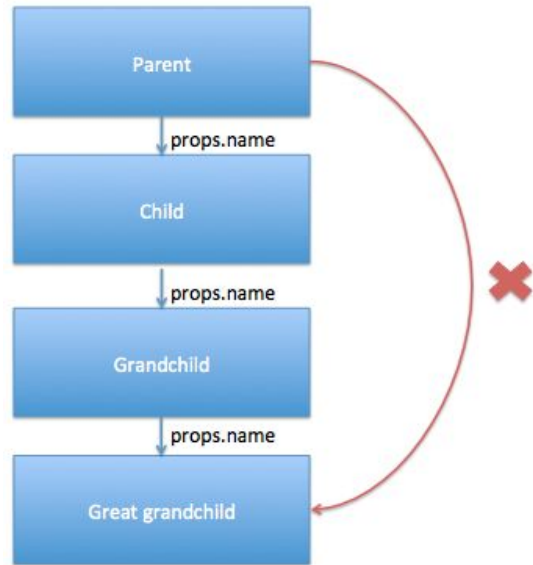 Parent
props.name
Child
props.name
Grandchild
props.name
Great grandchild